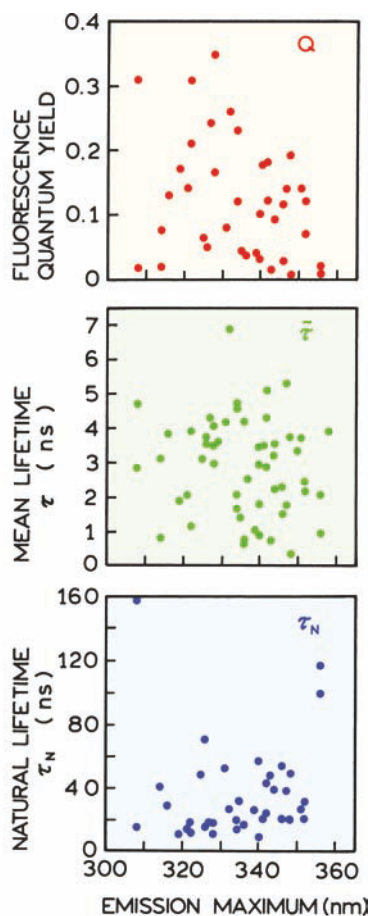 0.4
Q
0.3
0.2
0.1
0
FLUORESCENCE
QUANTUM YIELD
7
τ̄
6
5
4
3
2
1
0
MEAN LIFETIME
τ (ns)
160
τN
120
80
40
0
NATURAL LIFETIME
τN (ns)
300 320 340 360
EMISSION MAXIMUM (nm)